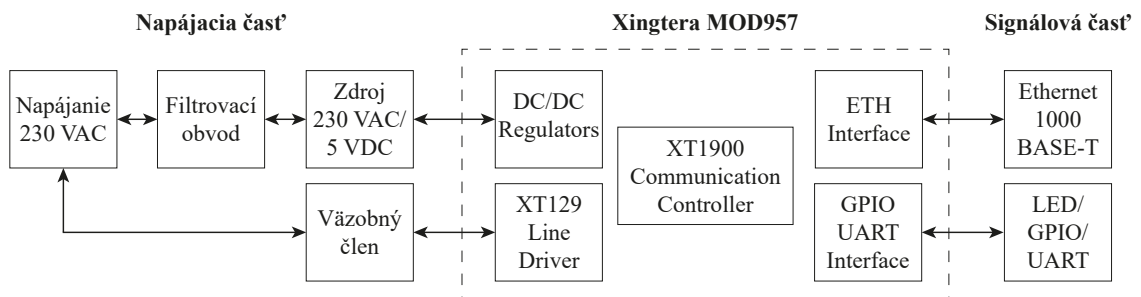 Napájacia časť
Xingtera MOD957
Signálová časť
Napájanie
230 VAC
Filtrovací
obvod
Zdroj
230 VAC/
5 VDC
DC/DC
Regulators
ETH
Interface
Ethernet
1000
BASE-T
XT1900
Communication
Controller
Väzobný
člen
XT129
Line
Driver
GPIO
UART
Interface
LED/
GPIO/
UART